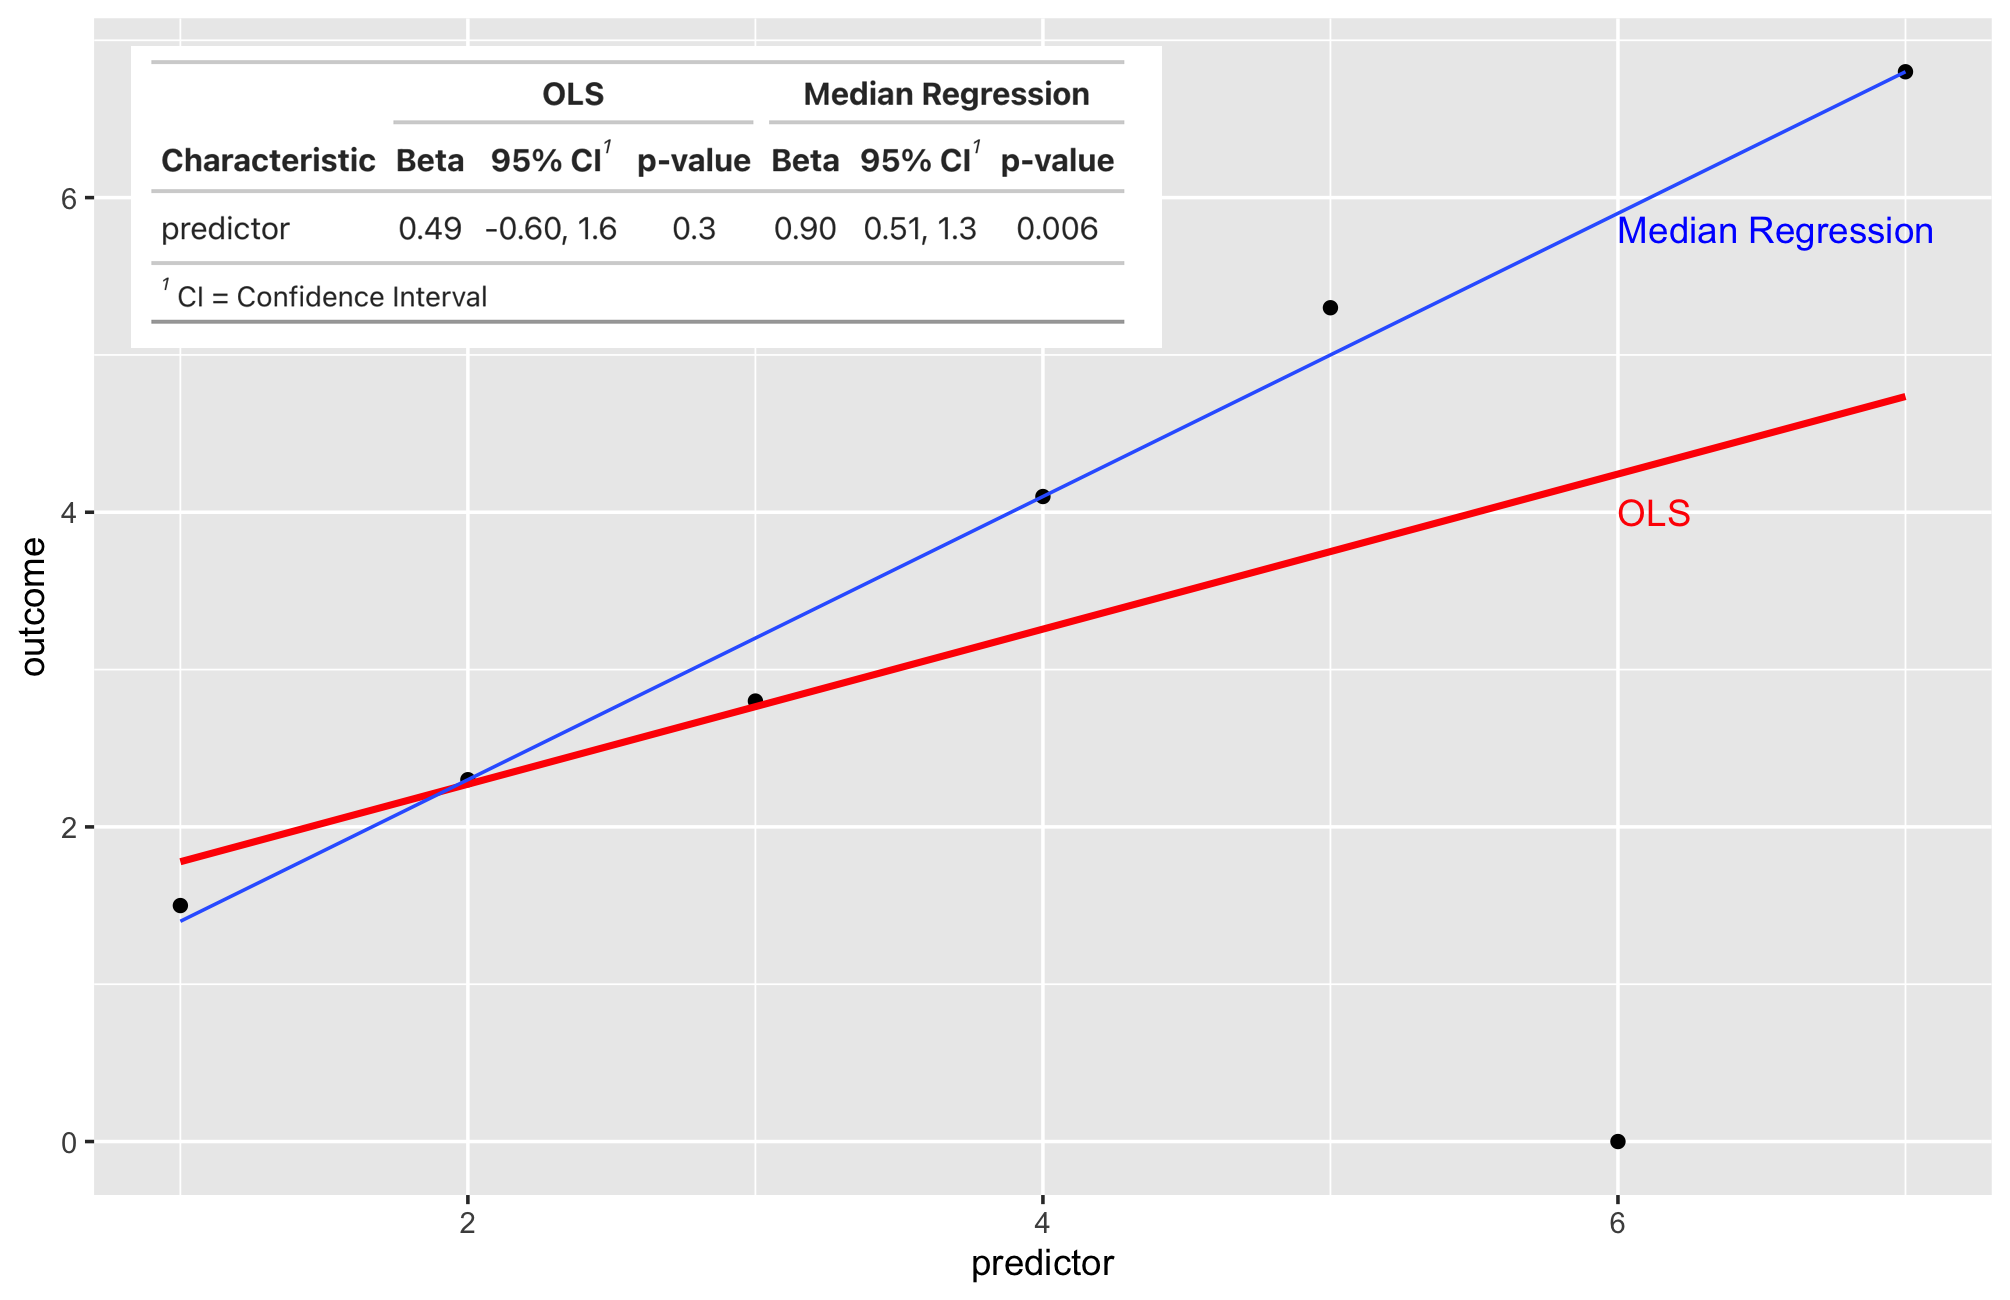 OLS Median Regression
Characteristic Beta 95% CI¹ p-value Beta 95% CI¹ p-value
predictor 0.49 -0.60, 1.6 0.3 0.90 0.51, 1.3 0.006
¹ CI = Confidence Interval
6
Median Regression
4
OLS
outcome
2
0
2 4 6
predictor